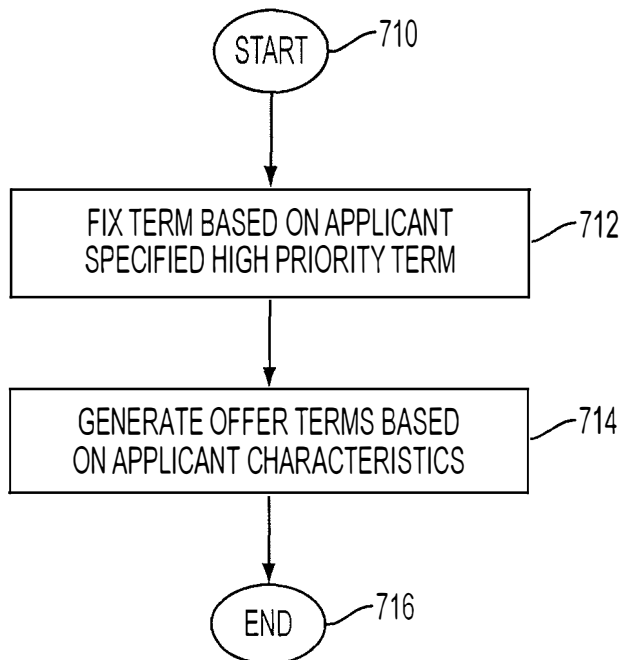 START
710
FIX TERM BASED ON APPLICANT
SPECIFIED HIGH PRIORITY TERM
712
GENERATE OFFER TERMS BASED
ON APPLICANT CHARACTERISTICS
714
END
716